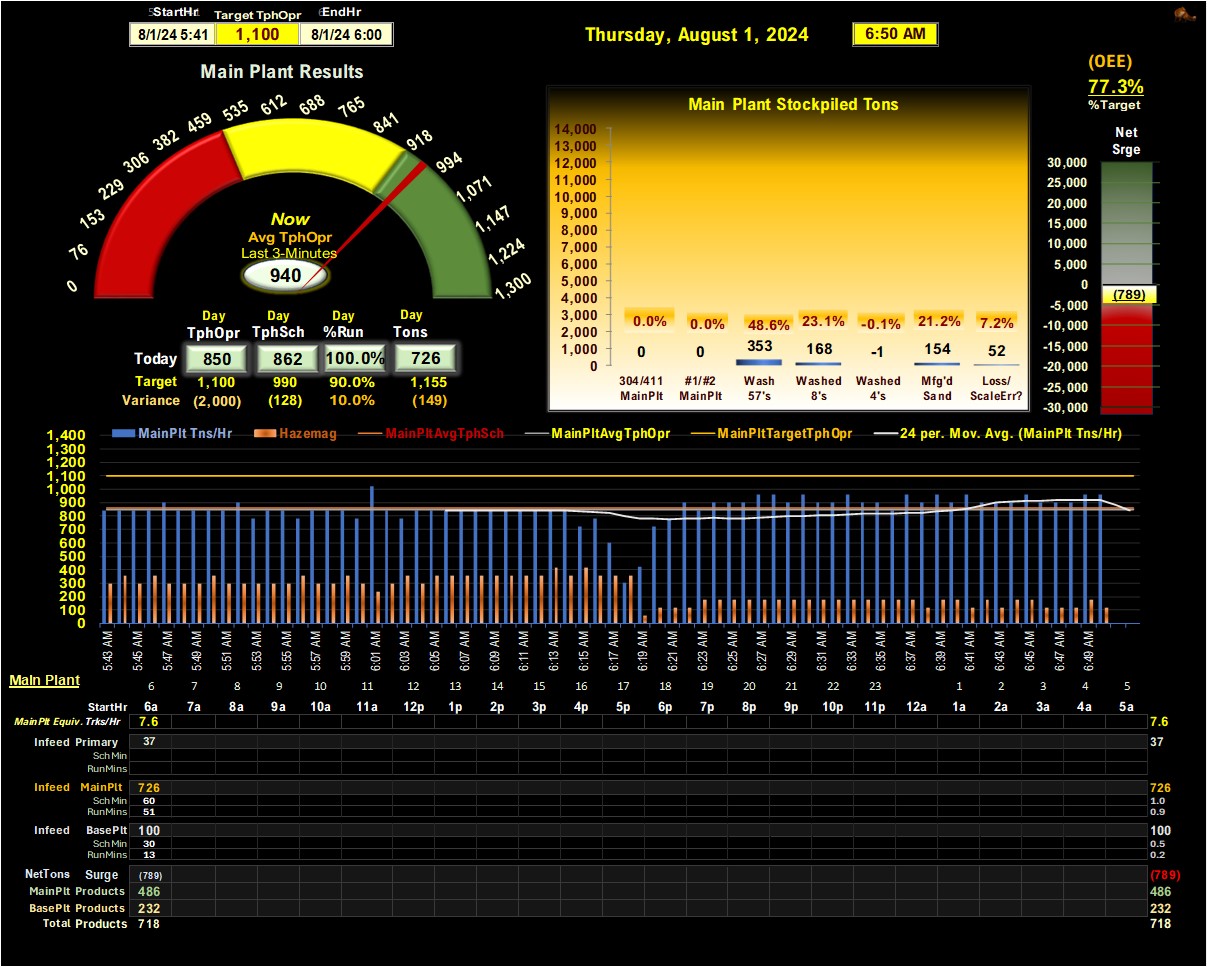 StartHr Target TphOpr EndHr
8/1/24 5:41 1,100 8/1/24 6:00
Thursday, August 1, 2024 6:50 AM
(OEE)
77.3%
%Target
Main Plant Results
0 76 153 229 306 382 459 535 612 688 765 841 918 994 1,071 1,147 1,224 1,300
Now
Avg TphOpr
Last 3-Minutes
940
Day Day Day Day
TphOpr TphSch %Run Tons
Today 850 862 100.0% 726
Target 1,100 990 90.0% 1,155
Variance (2,000) (128) 10.0% (149)
Main Plant Stockpiled Tons
14,000
13,000
12,000
11,000
10,000
9,000
8,000
7,000
6,000
5,000
4,000
3,000
2,000
1,000
0
0.0% 0.0% 48.6% 23.1% -0.1% 21.2% 7.2%
0 0 353 168 -1 154 52
304/411 #1/#2 Wash Washed Washed Mfg'd Loss/
MainPlt MainPlt 57's 8's 4's Sand ScaleErr?
Net
Srge
30,000
25,000
20,000
15,000
10,000
5,000
0
(789)
-5,000
-10,000
-15,000
-20,000
-25,000
-30,000
MainPlt Tns/Hr Hazemag MainPltAvgTphSch MainPltAvgTphOpr MainPltTargetTphOpr 24 per. Mov. Avg. (MainPlt Tns/Hr)
1,400
1,300
1,200
1,100
1,000
900
800
700
600
500
400
300
200
100
0
5:43 AM 5:45 AM 5:47 AM 5:49 AM 5:51 AM 5:53 AM 5:55 AM 5:57 AM 5:59 AM 6:01 AM 6:03 AM 6:05 AM 6:07 AM 6:09 AM 6:11 AM 6:13 AM 6:15 AM 6:17 AM 6:19 AM 6:21 AM 6:23 AM 6:25 AM 6:27 AM 6:29 AM 6:31 AM 6:33 AM 6:35 AM 6:37 AM 6:39 AM 6:41 AM 6:43 AM 6:45 AM 6:47 AM 6:49 AM
Main Plant
6 7 8 9 10 11 12 13 14 15 16 17 18 19 20 21 22 23 1 2 3 4 5
StartHr 6a 7a 8a 9a 10a 11a 12p 1p 2p 3p 4p 5p 6p 7p 8p 9p 10p 11p 12a 1a 2a 3a 4a 5a
MainPlt Equiv. Trks/Hr 7.6 7.6
Infeed Primary 37 37
Sch Min
RunMins
Infeed MainPlt 726 726
Sch Min 60 1.0
RunMins 51 0.9
Infeed BasePlt 100 100
Sch Min 30 0.5
RunMins 13 0.2
NetTons Surge (789) (789)
MainPlt Products 486 486
BasePlt Products 232 232
Total Products 718 718